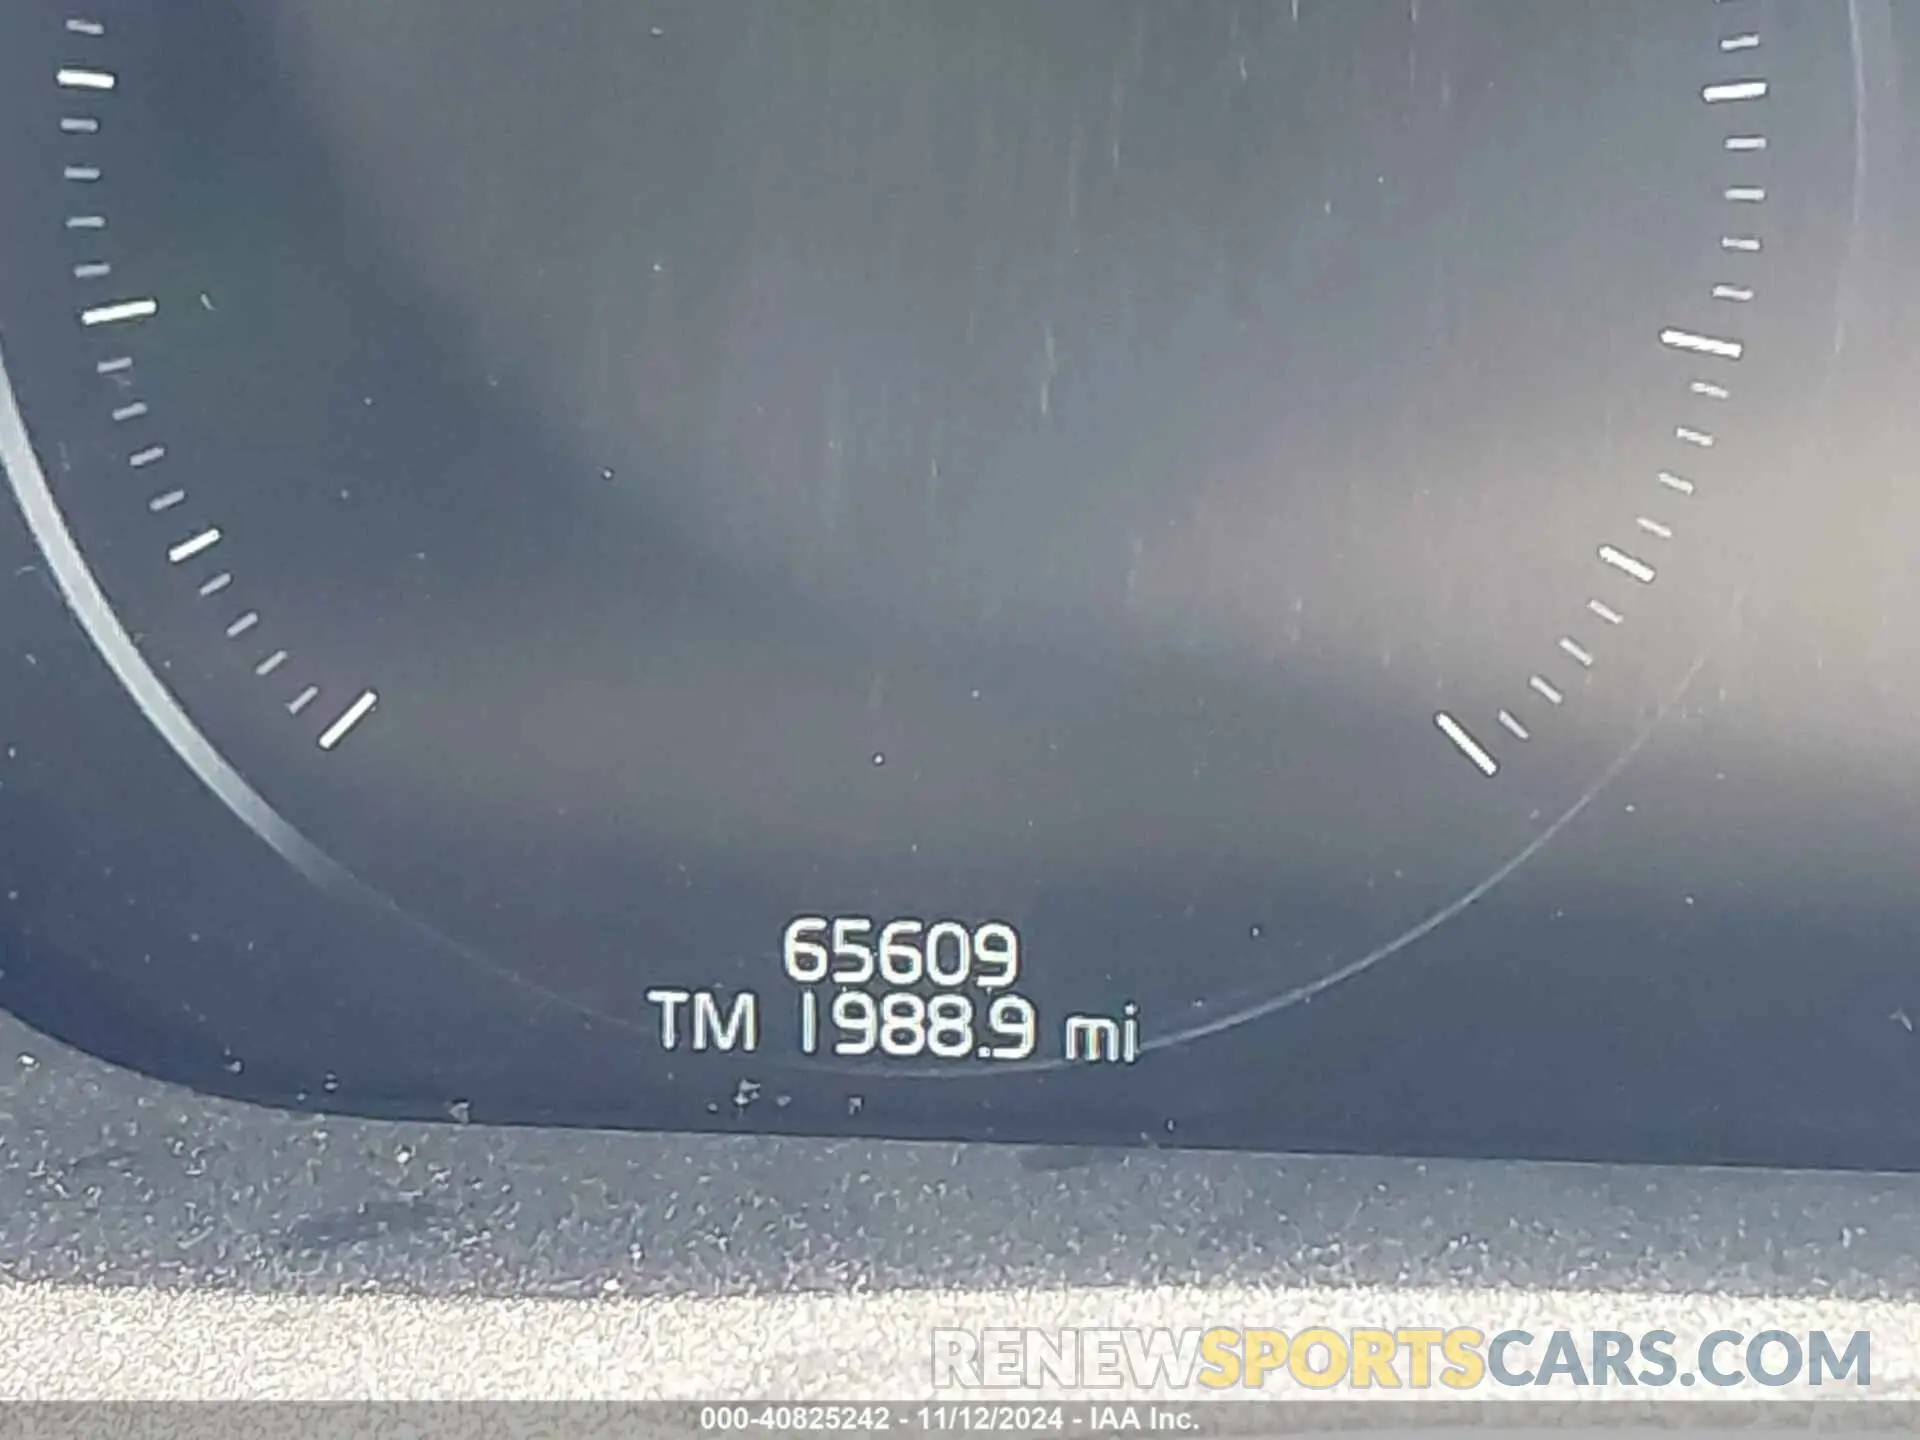 65609
TM 1988.9 mi
RENEWSPORTSCARS.COM
000-40825242 - 11/12/2024 - IAA Inc.